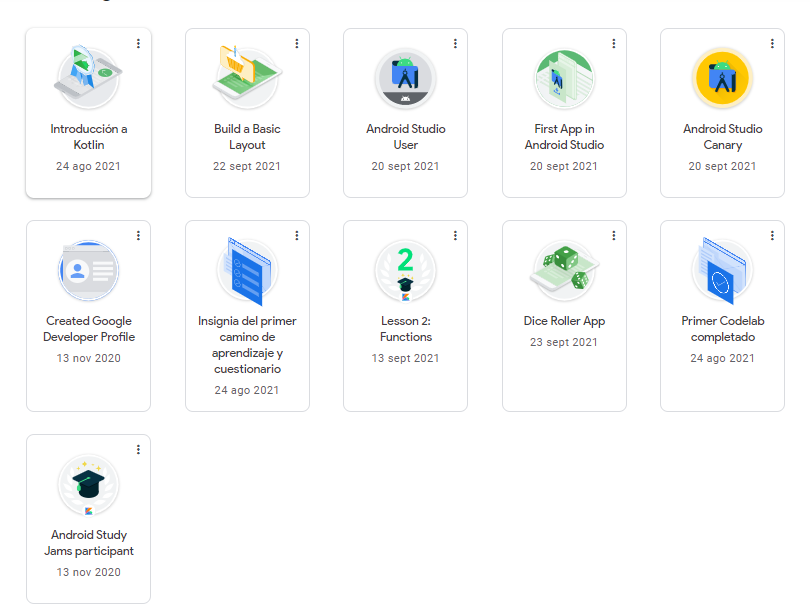 Introducción a
Kotlin
24 ago 2021
Build a Basic
Layout
22 sept 2021
Android Studio
User
20 sept 2021
First App in
Android Studio
20 sept 2021
Android Studio
Canary
20 sept 2021
Created Google
Developer Profile
13 nov 2020
Insignia del primer
camino de
aprendizaje y
cuestionario
24 ago 2021
2
Lesson 2:
Functions
13 sept 2021
Dice Roller App
23 sept 2021
Primer Codelab
completado
24 ago 2021
Android Study
Jams participant
13 nov 2020